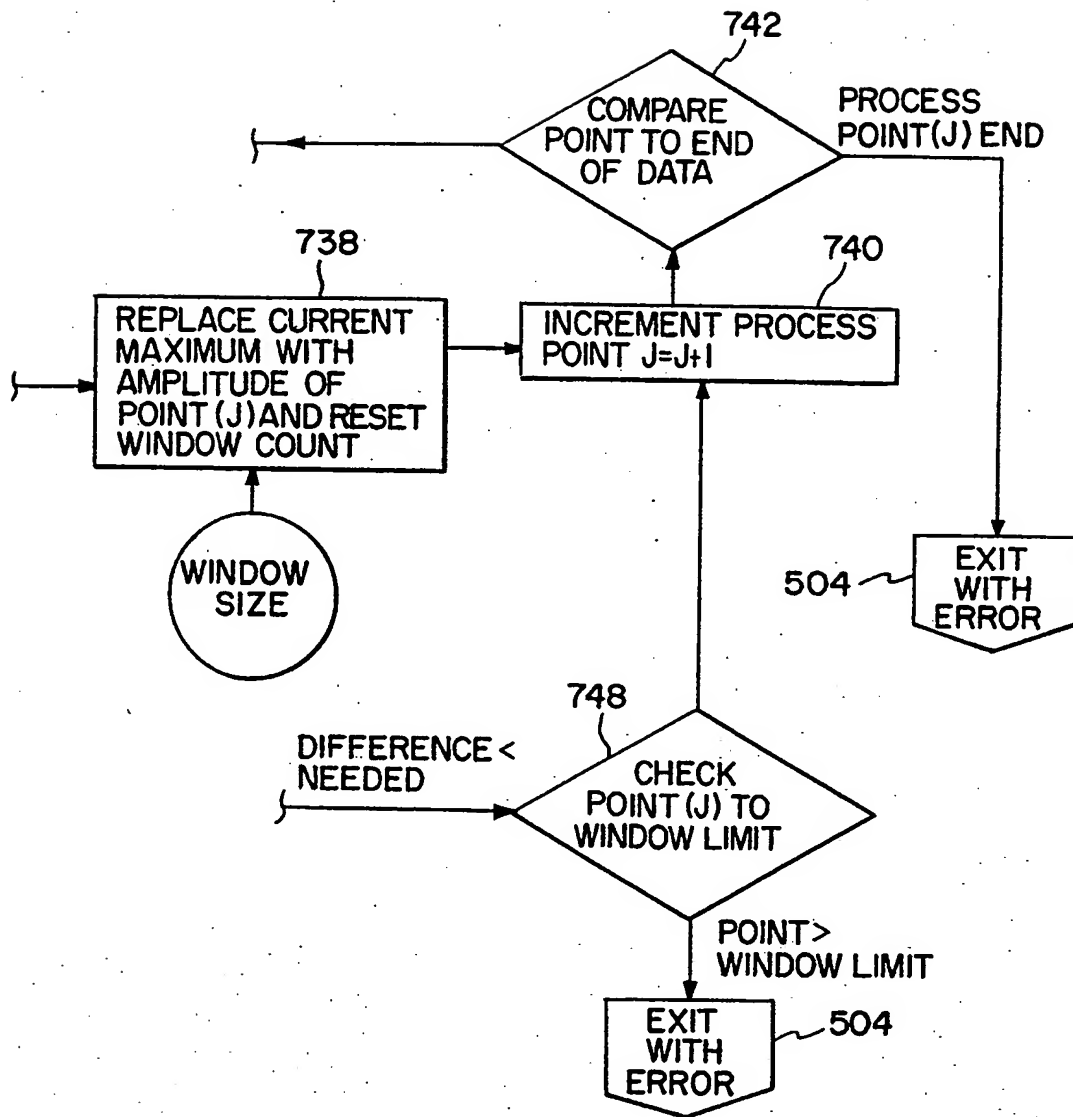 742
COMPARE
POINT TO END
OF DATA
PROCESS
POINT(J) END
738
REPLACE CURRENT
MAXIMUM WITH
AMPLITUDE OF
POINT(J) AND RESET
WINDOW COUNT
740
INCREMENT PROCESS
POINT J=J+1
WINDOW
SIZE
504
EXIT
WITH
ERROR
748
DIFFERENCE<
NEEDED
CHECK
POINT(J) TO
WINDOW LIMIT
POINT>
WINDOW LIMIT
EXIT
WITH
ERROR
504